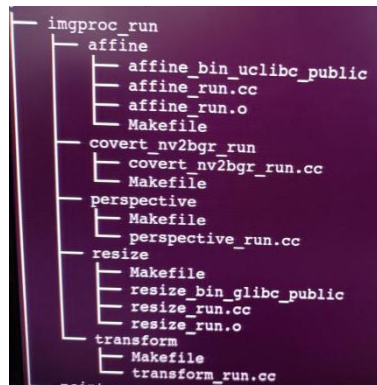 imgproc_run
affine
affine_bin_uclibc_public
affine_run.cc
affine_run.o
Makefile
covert_nv2bgr_run
covert_nv2bgr_run.cc
Makefile
perspective
Makefile
perspective_run.cc
resize
Makefile
resize_bin_glibc_public
resize_run.cc
resize_run.o
transform
Makefile
transform_run.cc